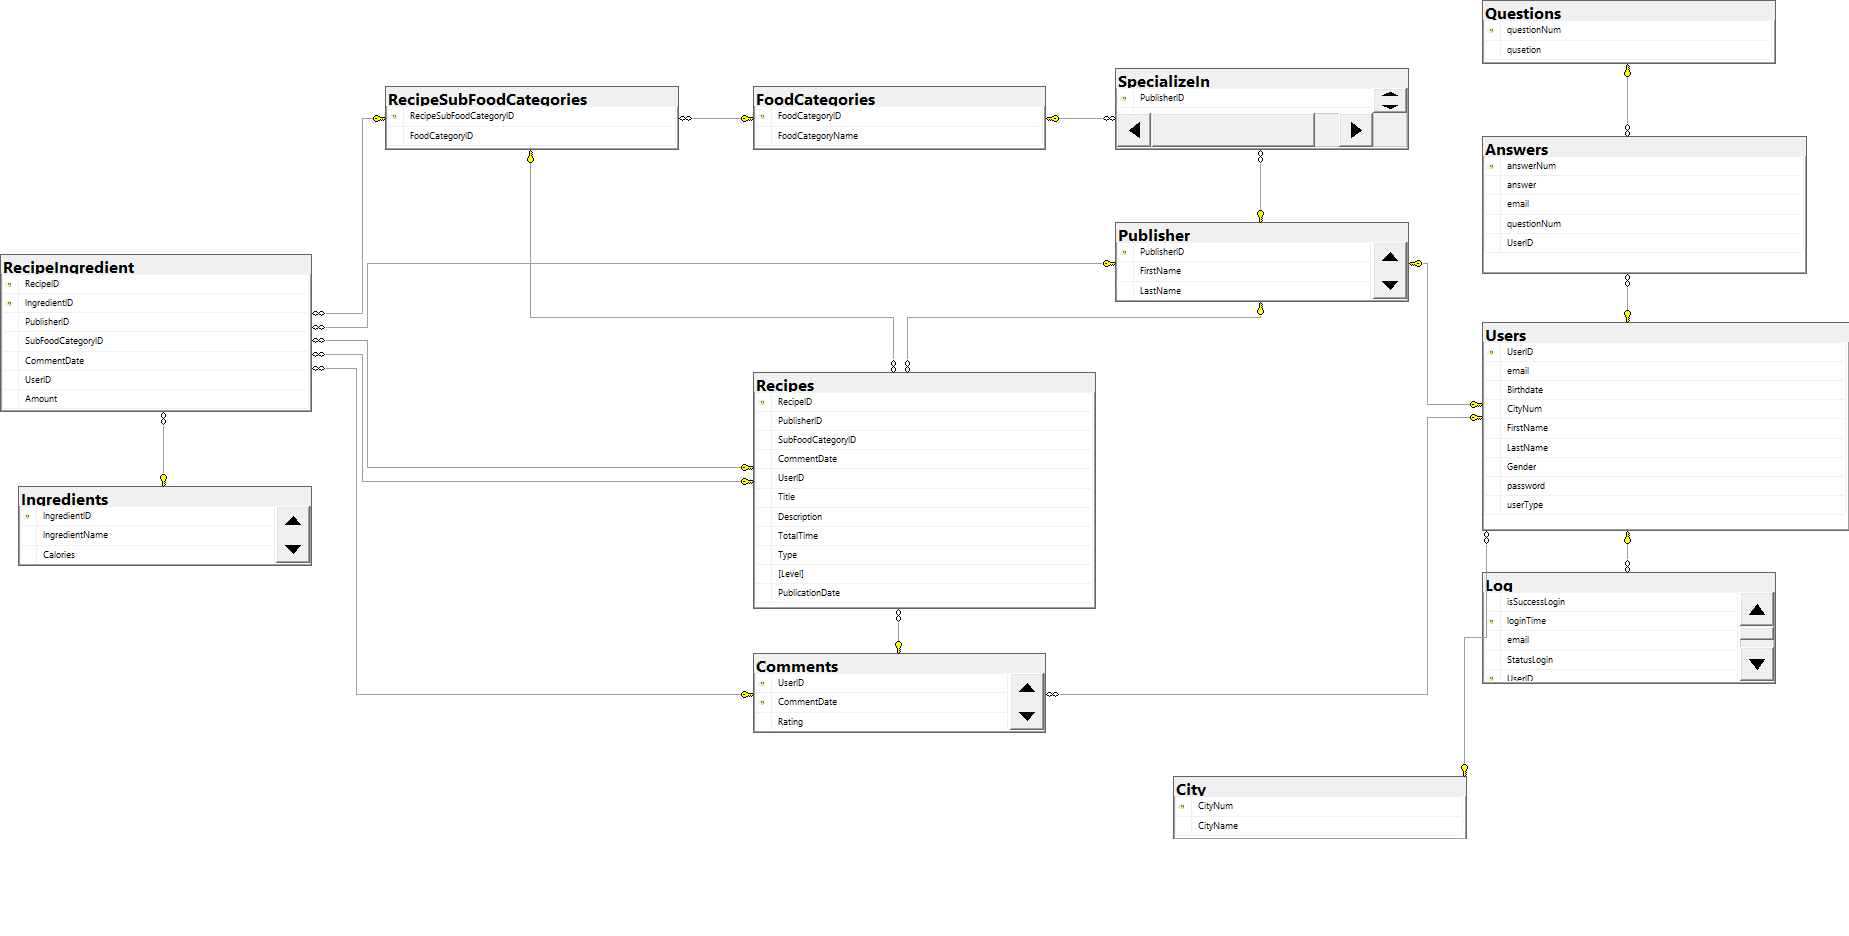 Questions
questionNum
qusetion
SpecializeIn
PublisherID
RecipeSubFoodCategories
RecipeSubFoodCategoryID
FoodCategoryID
FoodCategories
FoodCategoryID
FoodCategoryName
Answers
answerNum
answer
email
questionNum
UserID
Publisher
PublisherID
FirstName
LastName
RecipeIngredient
RecipeID
IngredientID
PublisherID
SubFoodCategoryID
CommentDate
UserID
Amount
Users
UserID
email
Birthdate
CityNum
FirstName
LastName
Gender
password
userType
Recipes
RecipeID
PublisherID
SubFoodCategoryID
CommentDate
UserID
Title
Description
TotalTime
Type
[Level]
PublicationDate
Ingredients
IngredientID
IngredientName
Calories
Log
isSuccessLogin
loginTime
email
StatusLogin
UserID
Comments
UserID
CommentDate
Rating
City
CityNum
CityName